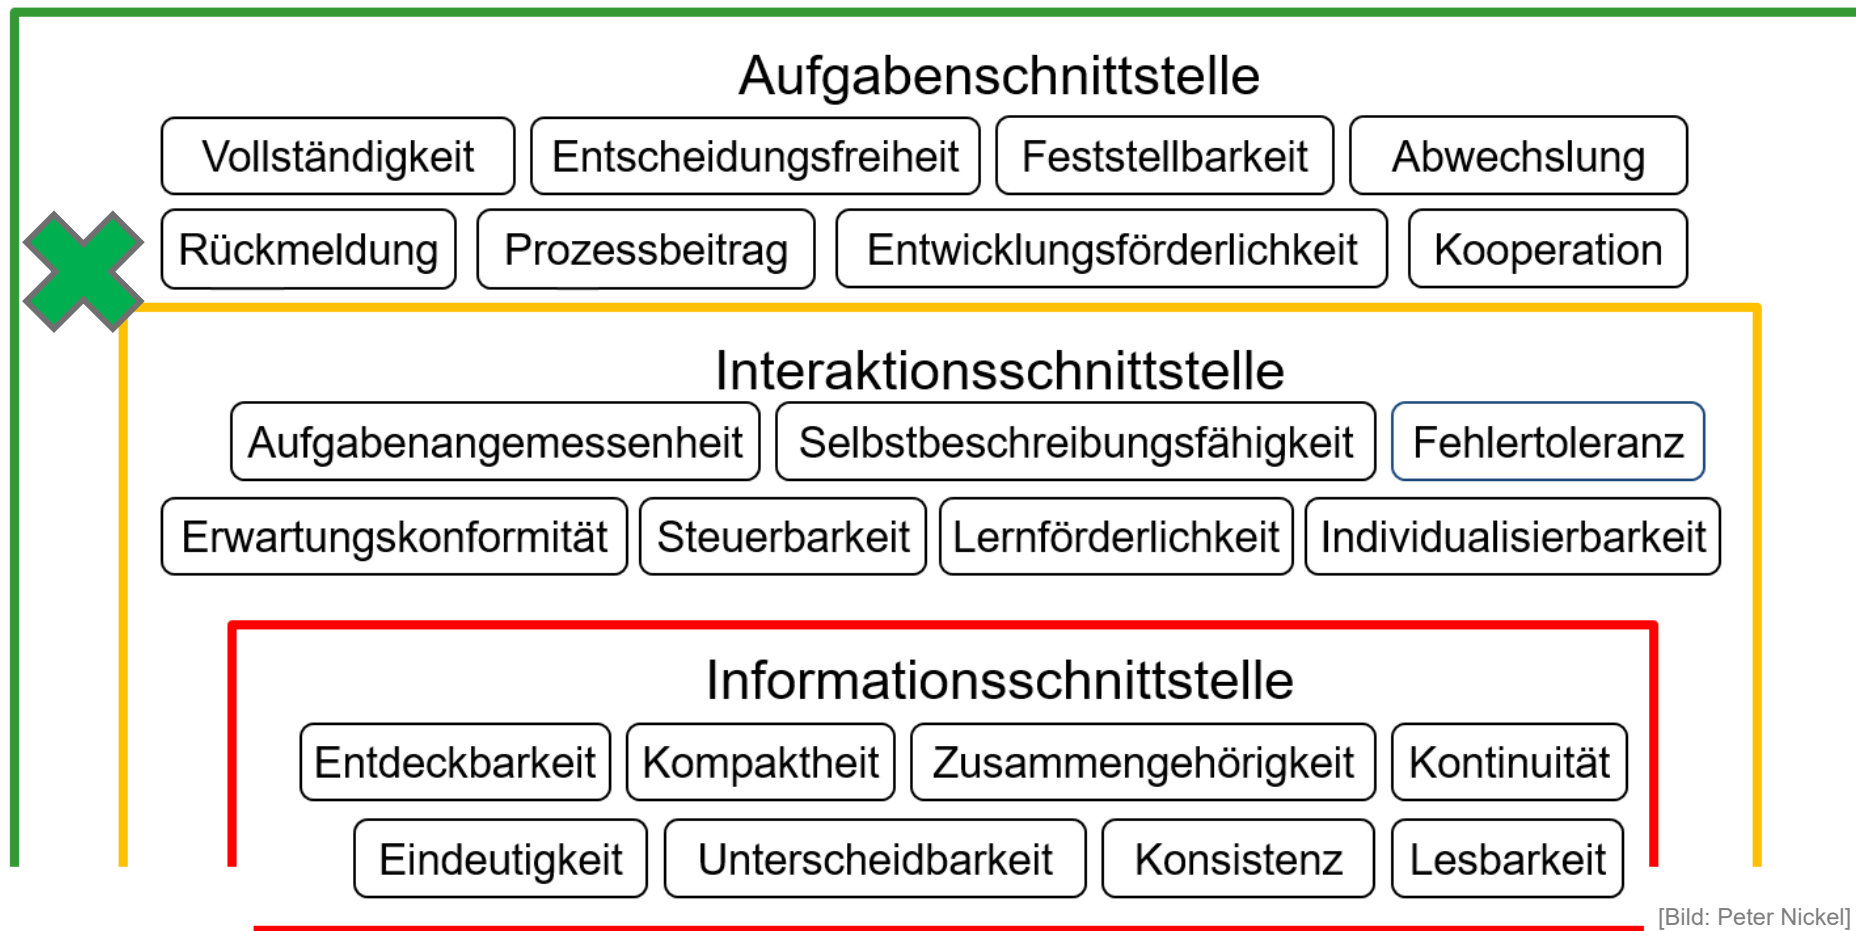 Aufgabenschnittstelle
Vollständigkeit Entscheidungsfreiheit Feststellbarkeit Abwechslung
Rückmeldung Prozessbeitrag Entwicklungsförderlichkeit Kooperation
Interaktionsschnittstelle
Aufgabenangemessenheit Selbstbeschreibungsfähigkeit Fehlertoleranz
Erwartungskonformität Steuerbarkeit Lernförderlichkeit Individualisierbarkeit
Informationsschnittstelle
Entdeckbarkeit Kompaktheit Zusammengehörigkeit Kontinuität
Eindeutigkeit Unterscheidbarkeit Konsistenz Lesbarkeit
[Bild: Peter Nickel]